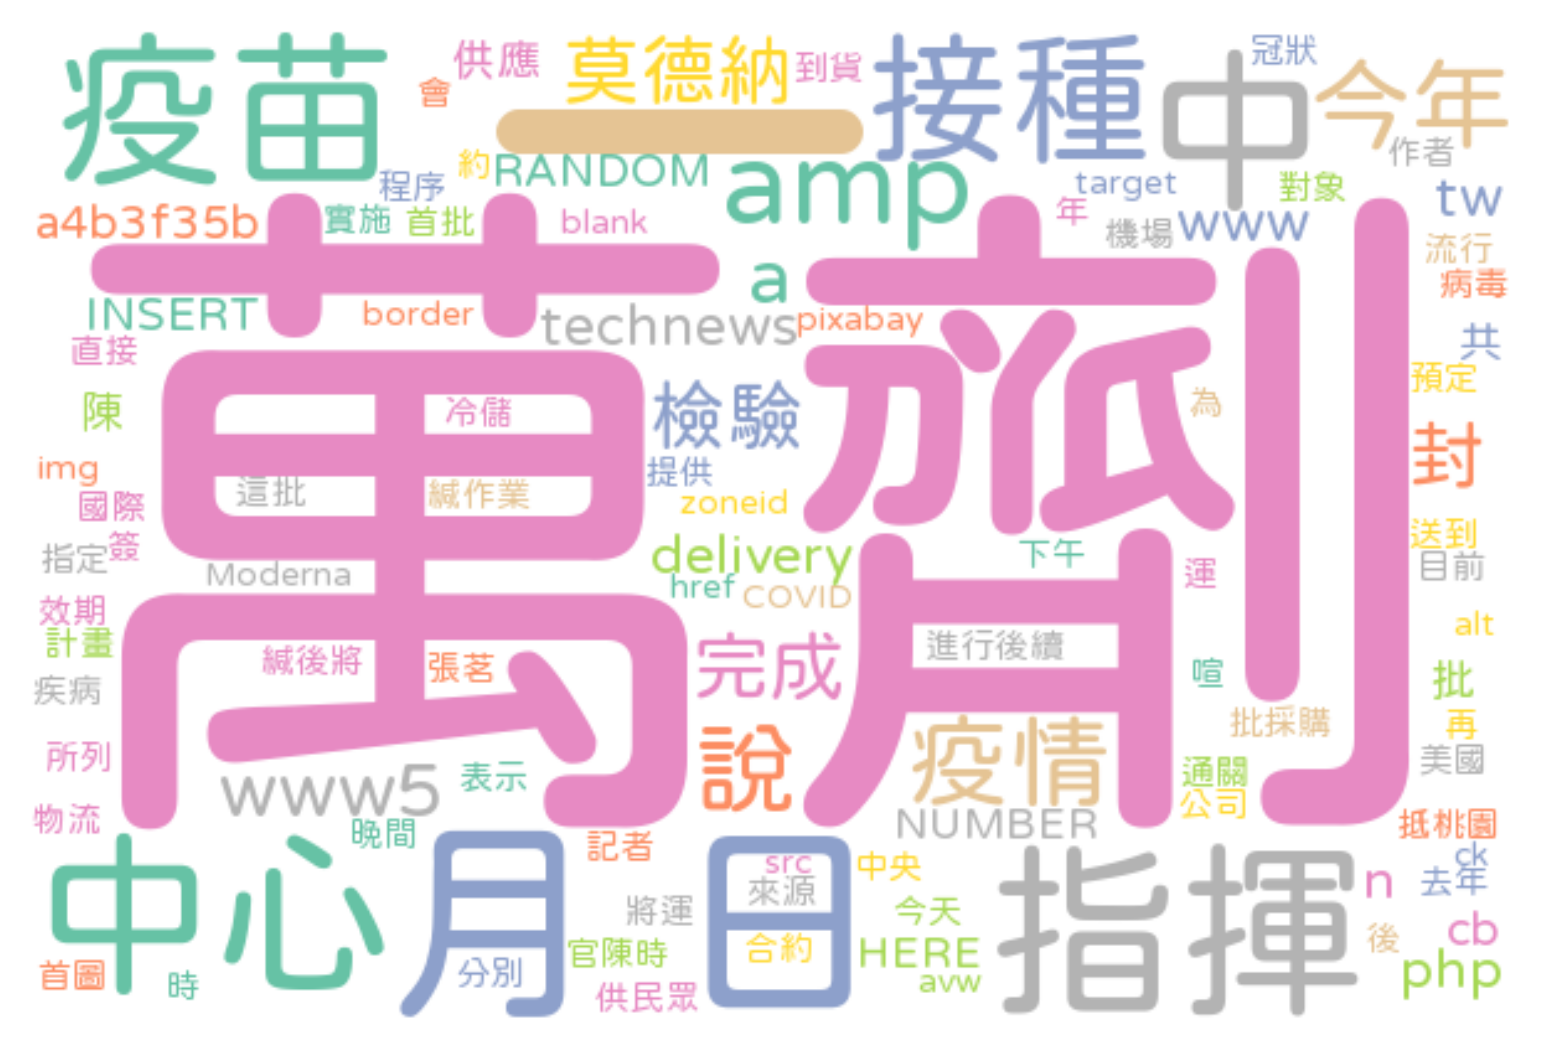 疫苗
供應
會
莫德納
到貨
接種
中
冠狀
今年
作者
一
約
RANDOM
程序
amp
target
對象
tw
a4b3f35b
實施
首批
blank
年
機場
www
流行
病毒
萬
劑
a
INSERT
border
technews
pixabay
直接
共
預定
陳
冷儲
檢驗
為
封
img
這批
緘作業
提供
zoneid
國際
簽
指定
Moderna
delivery
href
COVID
下午
運
送到
目前
效期
計畫
alt
緘後將
張茗
完成
進行後續
喧
批
疾病
批採購
再
所列
說
疫情
美國
www5
表示
通關
公司
物流
晚間
NUMBER
抵桃園
中心
月
記者
日
src
來源
中央
指揮
ck
n
去年
將運
今天
cb
後
官陳時
合約
HERE
首圖
時
分別
供民眾
avw
php